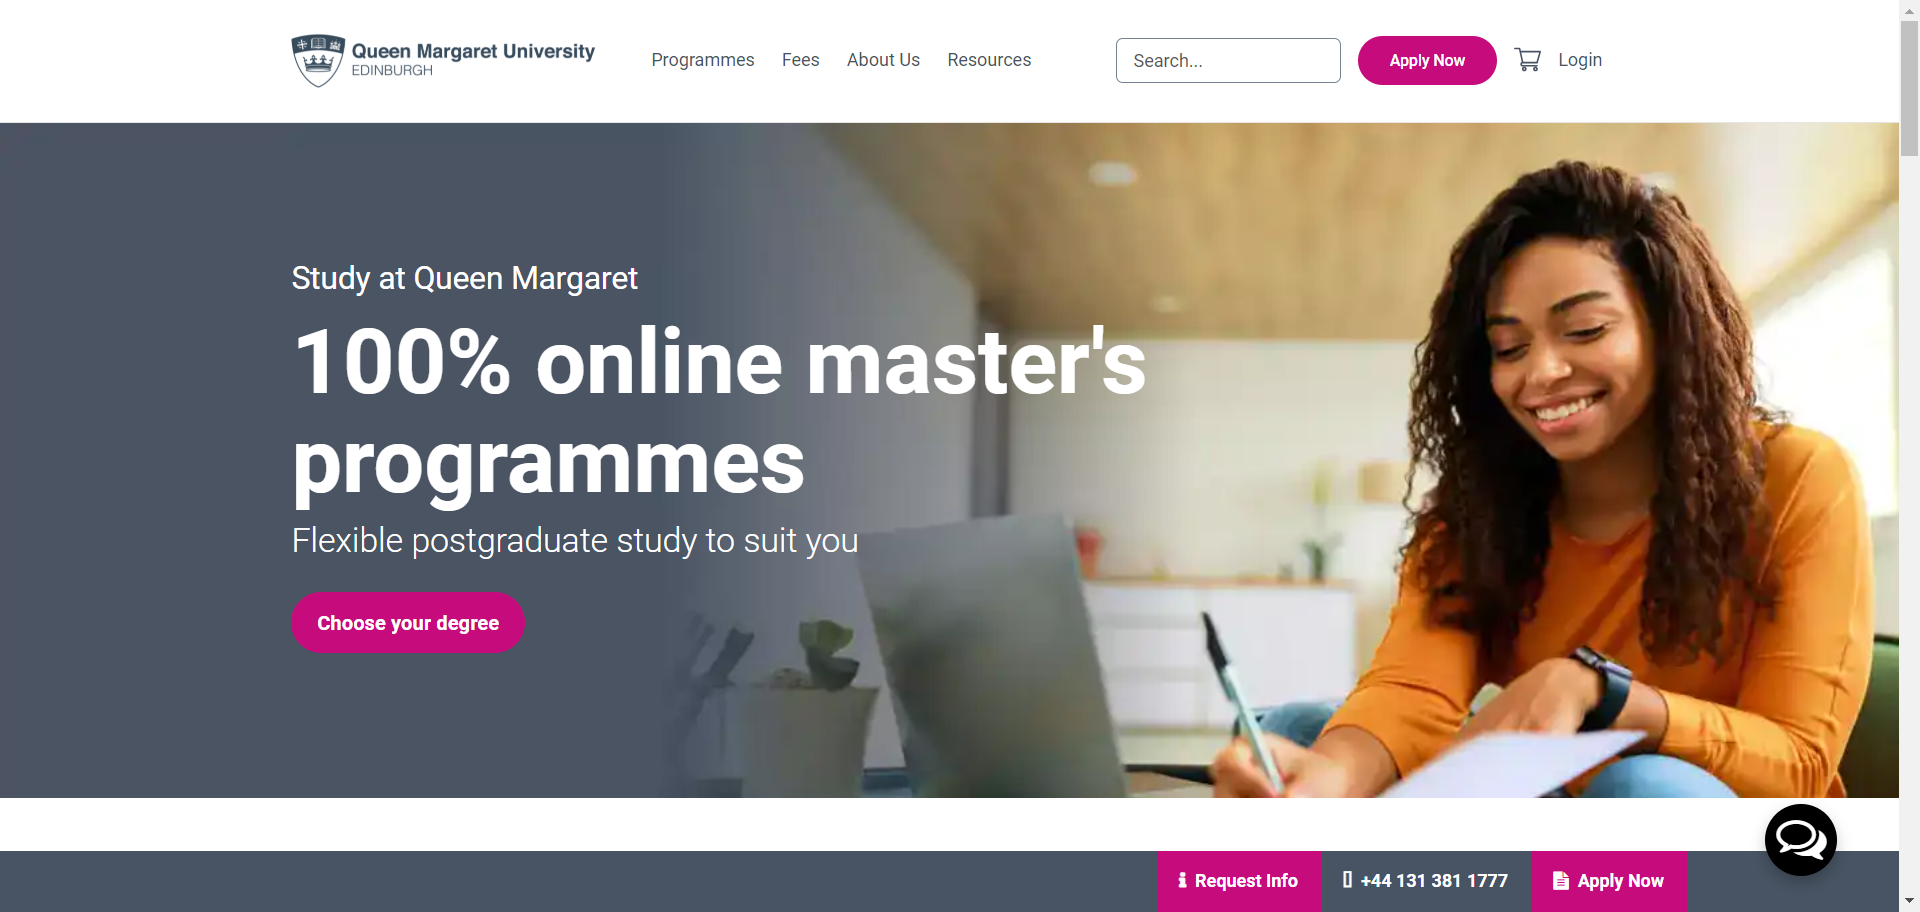 Queen Margaret University
EDINBURGH
Programmes
Fees
About Us
Resources
Search...
Apply Now
Login
Study at Queen Margaret
100% online master's
programmes
Flexible postgraduate study to suit you
Choose your degree
Request Info
+44 131 381 1777
Apply Now